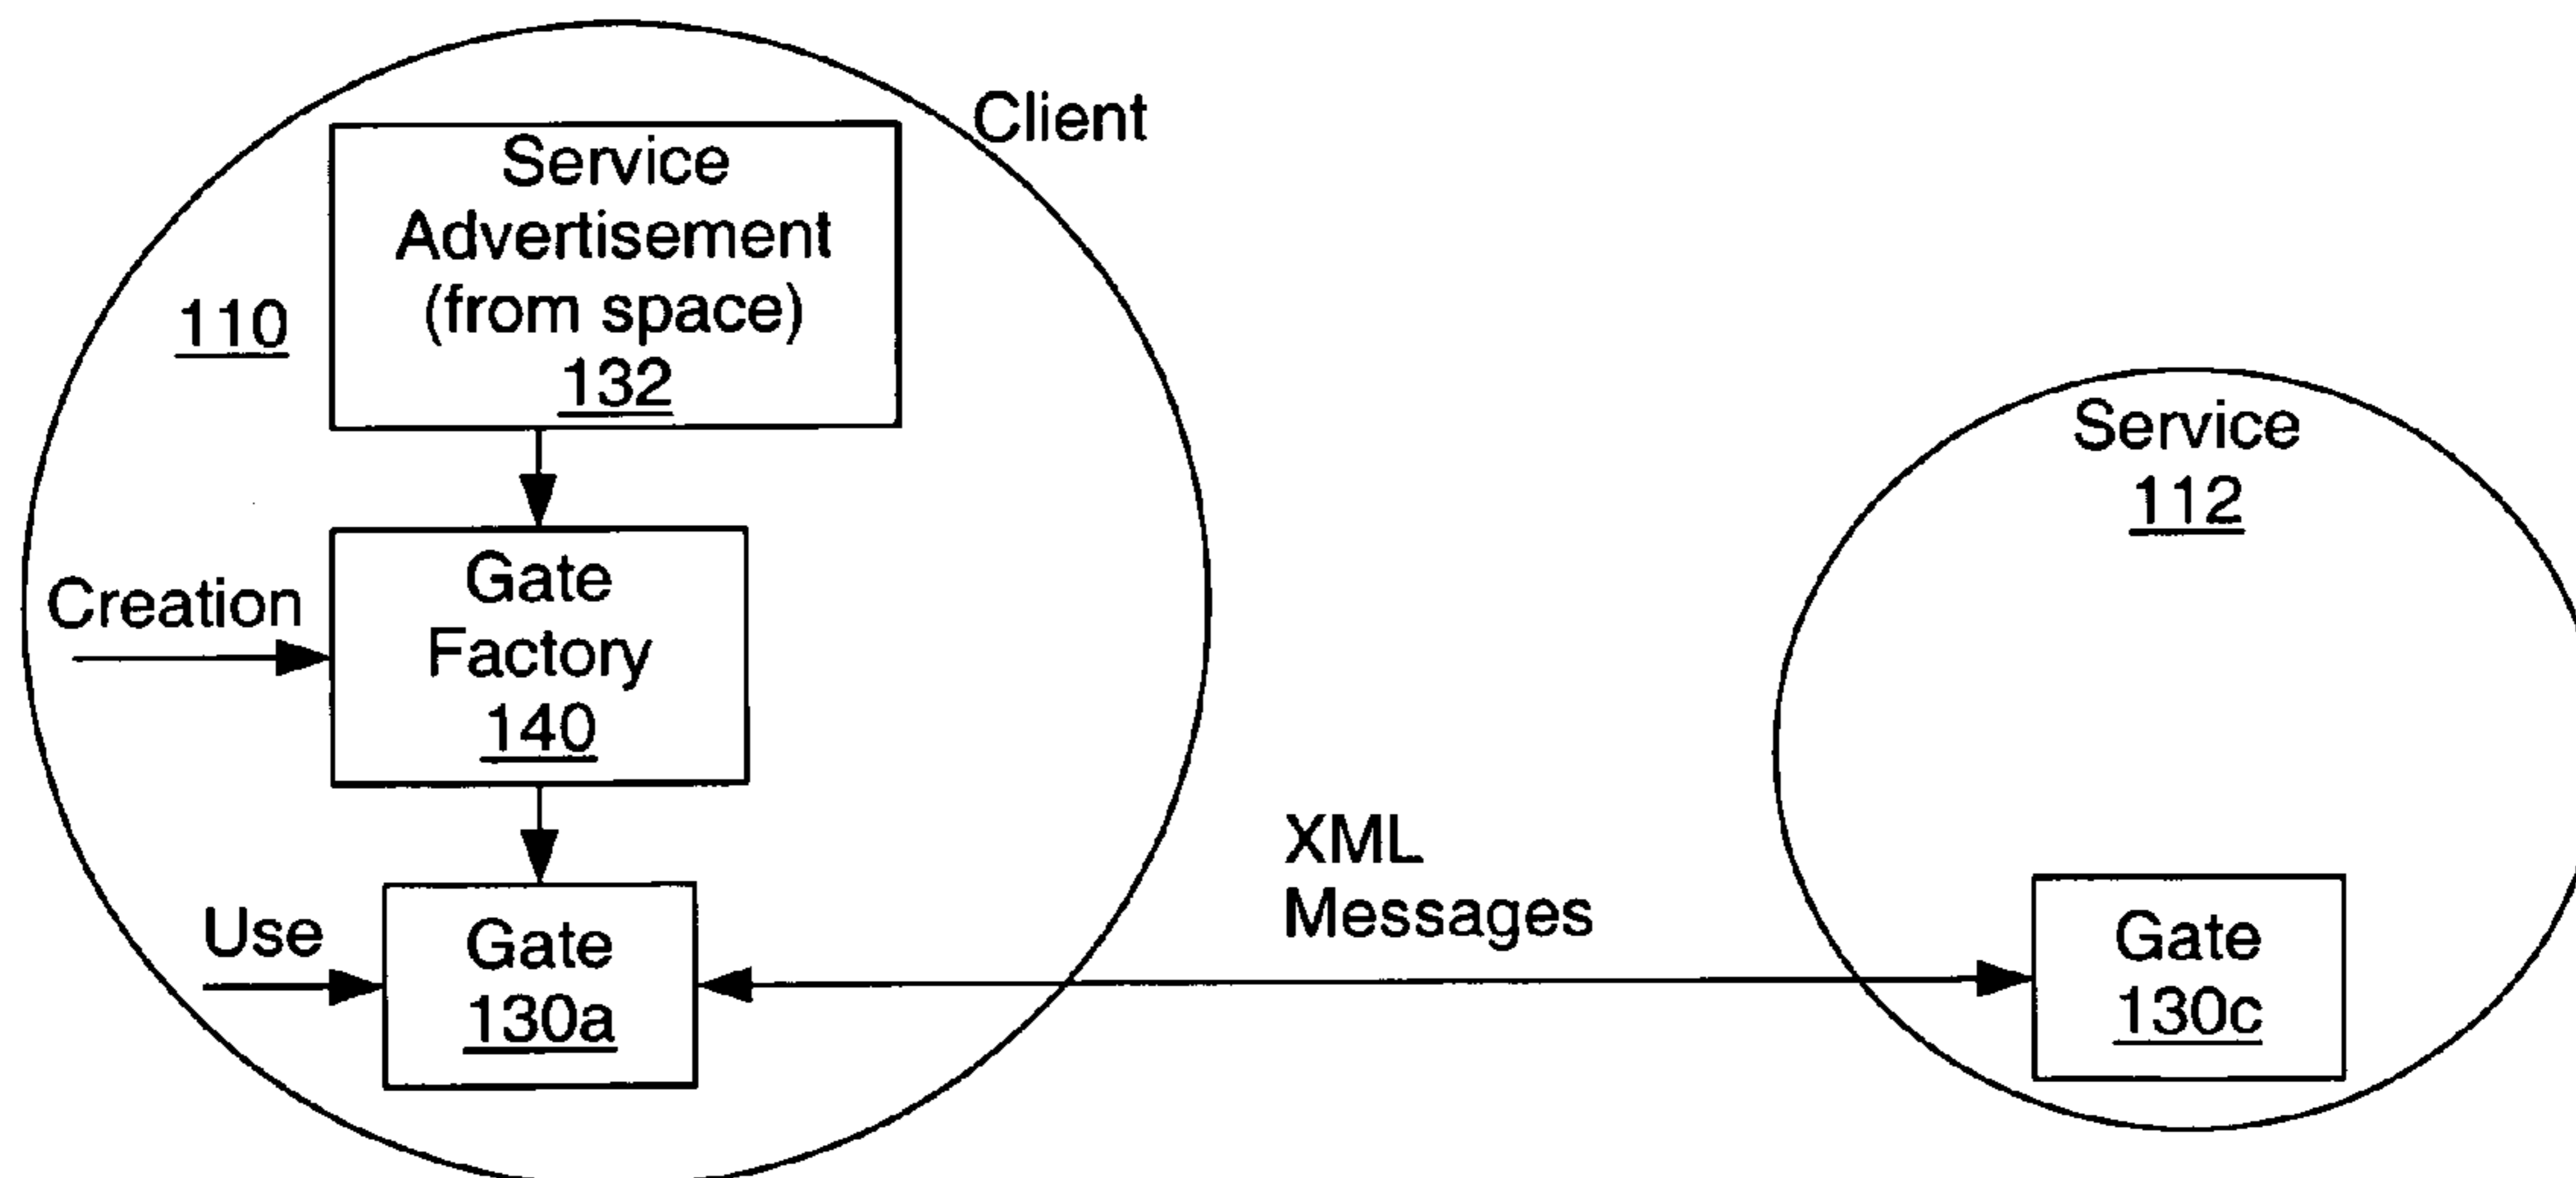 Client
Service
Advertisement
(from space)
132
110
Creation
Gate
Factory
140
Use
Gate
130a
XML
Messages
Service
112
Gate
130c